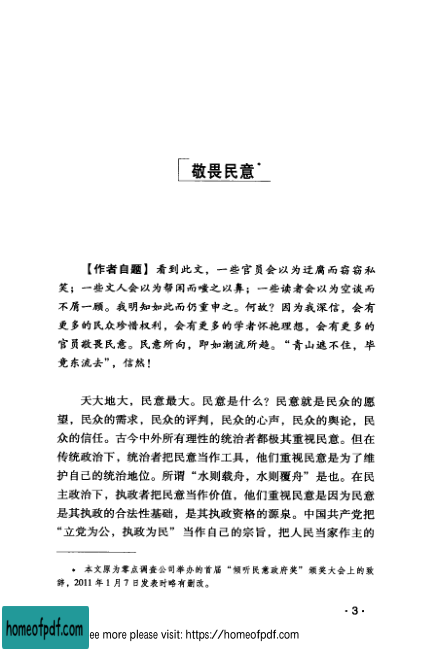 敬畏民意*
【作者自题】看到此文，一些官员会以为迂腐而窃窃私
笑；一些文人会以为帮闲而嗤之以鼻；一些读者会以为空谈而
不屑一顾。我明知如此而仍重申之。何故？因为我深信，会有
更多的民众珍惜权利，会有更多的学者怀抱理想，会有更多的
官员敬畏民意。民意所向，即如潮流所趋。“青山遮不住，毕
竟东流去”，信然！
天大地大，民意最大。民意是什么？民意就是民众的愿
望，民众的需求，民众的评判，民众的心声，民众的舆论，民
众的信任。古今中外所有理性的统治者都极其重视民意。但在
传统政治下，统治者把民意当作工具，他们重视民意是为了维
护自己的统治地位。所谓“水则载舟，水则覆舟”是也。在民
主政治下，执政者把民意当作价值，他们重视民意是因为民意
是其执政的合法性基础，是其执政资格的源泉。中国共产党把
“立党为公，执政为民”当作自己的宗旨，把人民当家作主的
* 本文原为零点调查公司举办的首届“倾听民意政府奖”颁奖大会上的致
辞，2011年1月7日发表时略有删改。
·3·
homeofpdf.com
ee more please visit: https://homeofpdf.com